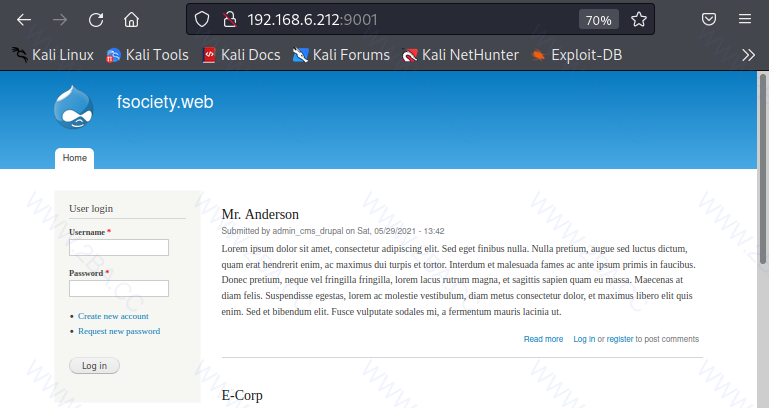 192.168.6.212:9001
70%
Kali Linux Kali Tools Kali Docs Kali Forums Kali NetHunter Exploit-DB
fsociety.web
Home
User login
Username *
Password *
Create new account
Request new password
Log in
Mr. Anderson
Submitted by admin_cms_drupal on Sat, 05/29/2021 - 13:42
Lorem ipsum dolor sit amet, consectetur adipiscing elit. Sed eget finibus nulla. Nulla pretium, augue sed luctus dictum,
quam erat hendrerit enim, ac maximus dui turpis et tortor. Interdum et malesuada fames ac ante ipsum primis in faucibus.
Donec pretium, neque vel fringilla fringilla, lorem lacus rutrum magna, et sagittis sapien quam eu massa. Maecenas at
diam felis. Suspendisse egestas, lorem ac molestie vestibulum, diam metus consectetur dolor, et maximus libero elit quis
enim. Sed et bibendum elit. Fusce vulputate sodales mi, a fermentum mauris lacinia ut.
Read more Log in or register to post comments
E-Corp